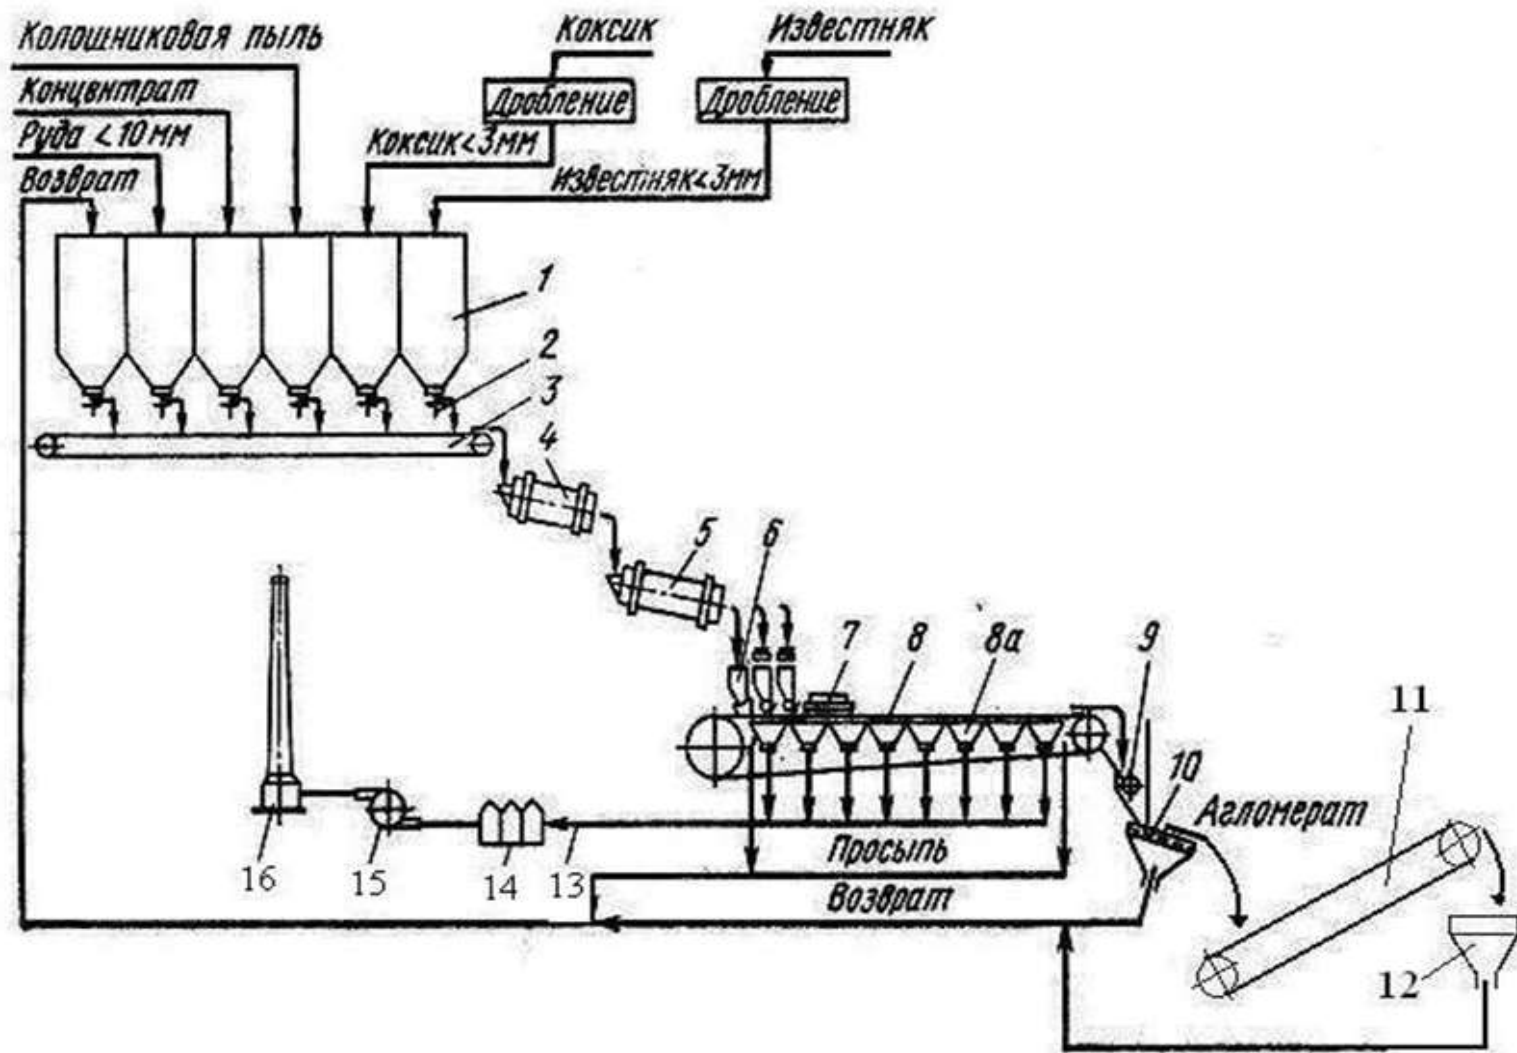 Колошниковая пыль
Коксик
Известняк
Концентрат
Дробление
Дробление
Руда <10 мм
Коксик<3мм
Возврат
Известняк<3мм
1
2
3
4
5
6
7
8
8а
9
10
11
Агломерат
Просыпь
16
15
14
13
Возврат
12